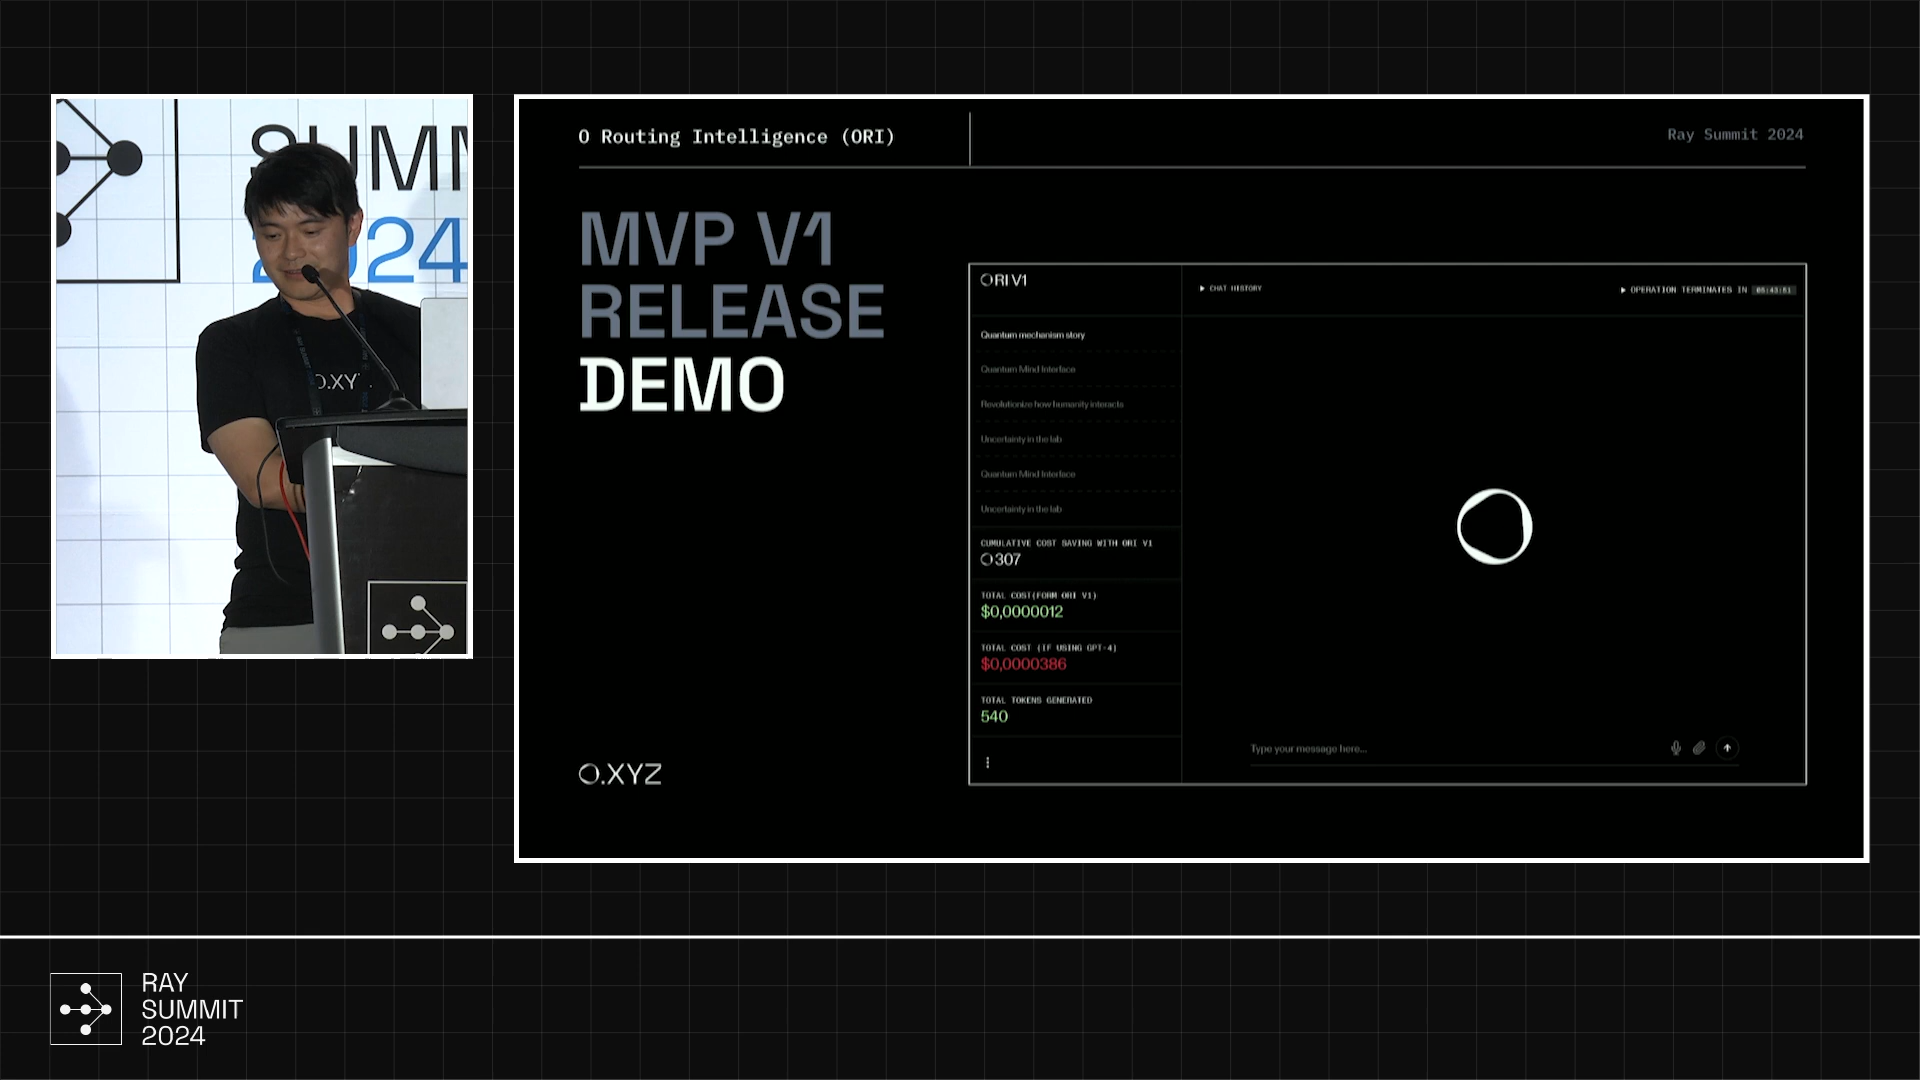 SUMM
2024
O.XY
O Routing Intelligence (ORI)
Ray Summit 2024
MVP V1
RELEASE
DEMO
O.XYZ
ORI V1
CHAT HISTORY
OPERATION TERMINATES IN
Quantum mechanism story
Quantum Mind Interface
Revolutionize how humanity interacts
Uncertainty in the lab
Quantum Mind Interface
Uncertainty in the lab
CUMULATIVE COST SAVING WITH ORI V1
O307
TOTAL COST(FORM ORI V1)
$0,0000012
TOTAL COST (IF USING GPT-4)
$0,0000386
TOTAL TOKENS GENERATED
540
Type your message here...
RAY
SUMMIT
2024